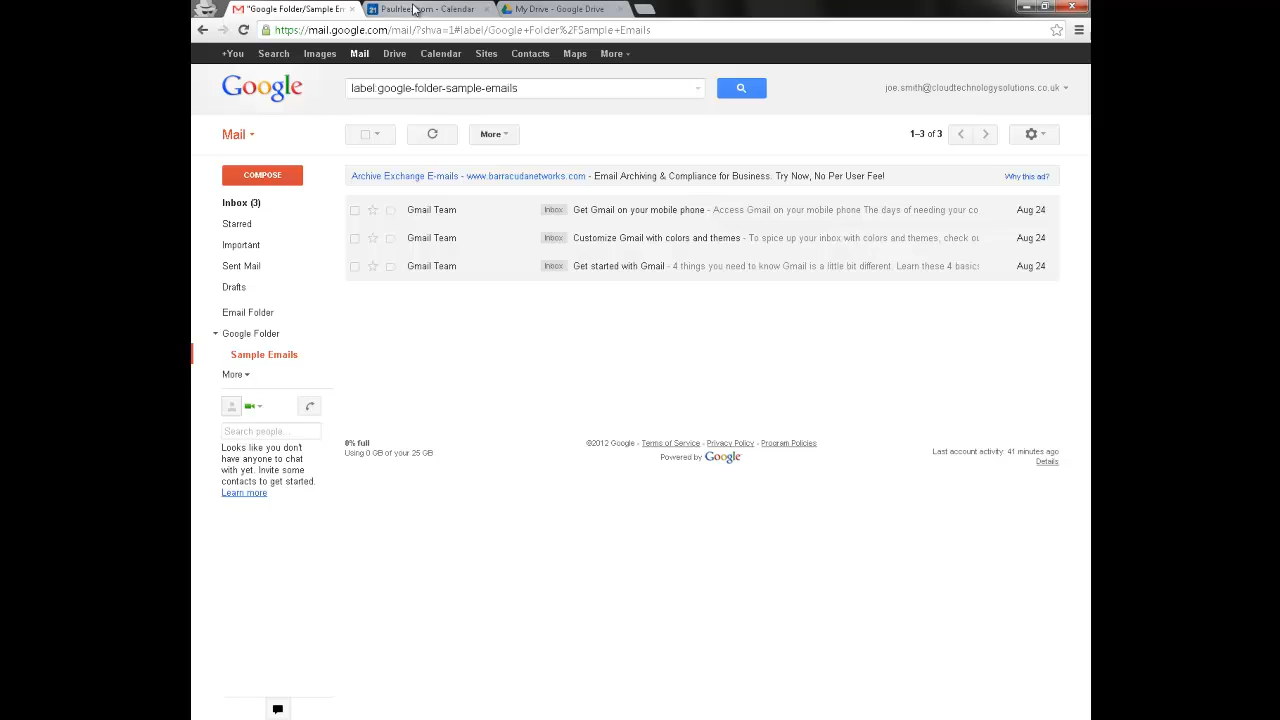 "Google Folder/Sample Em
Calendar
My Drive - Google Drive
https://mail.google.com/mail/?shva=1#label/Google+Folder%2FSample+Emails
+You Search Images Mail Drive Calendar Sites Contacts Maps More
Google
label:google-folder-sample-emails
joe.smith@cloudtechnologysolutions.co.uk
Mail
More
1–3 of 3
COMPOSE
Archive Exchange E-mails - www.barracudanetworks.com - Email Archiving & Compliance for Business. Try Now, No Per User Fee!
Why this ad?
Inbox (3)
Starred
Important
Sent Mail
Drafts
Email Folder
Google Folder
Sample Emails
More
Gmail Team Inbox Get Gmail on your mobile phone - Access Gmail on your mobile phone The days of needing your co Aug 24
Gmail Team Inbox Customize Gmail with colors and themes - To spice up your inbox with colors and themes, check ou Aug 24
Gmail Team Inbox Get started with Gmail - 4 things you need to know Gmail is a little bit different. Learn these 4 basics Aug 24
Search people...
Looks like you don't
have anyone to chat
with yet. Invite some
contacts to get started.
Learn more
0% full
Using 0 GB of your 25 GB
©2012 Google - Terms of Service - Privacy Policy - Program Policies
Powered by Google
Last account activity: 41 minutes ago
Details